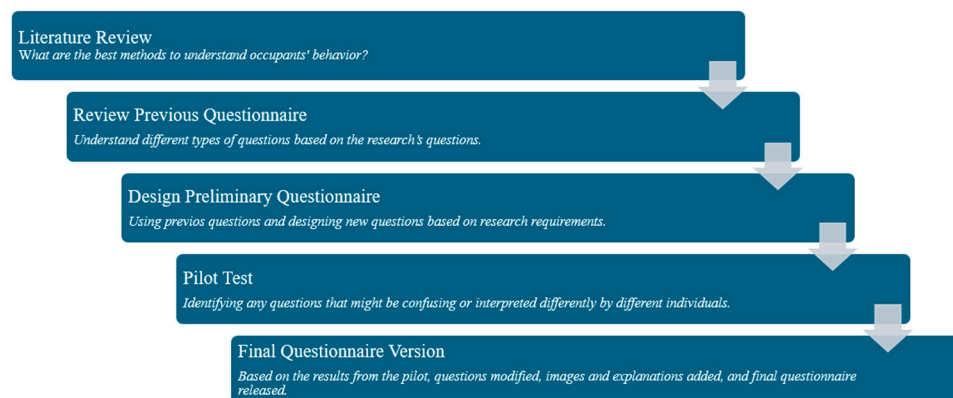 Literature Review
What are the best methods to understand occupants' behavior?
Review Previous Questionnaire
Understand different types of questions based on the research's questions.
Design Preliminary Questionnaire
Using previos questions and designing new questions based on research requirements.
Pilot Test
Identifying any questions that might be confusing or interpreted differently by different individuals.
Final Questionnaire Version
Based on the results from the pilot, questions modified, images and explanations added, and final questionnaire
released.